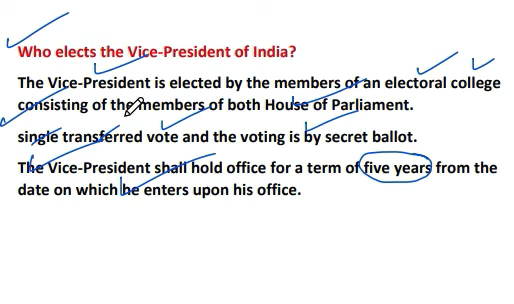 Who elects the Vice-President of India?
The Vice-President is elected by the members of an electoral college
consisting of the members of both House of Parliament.
single transferred vote and the voting is by secret ballot.
The Vice-President shall hold office for a term of five years from the
date on which he enters upon his office.